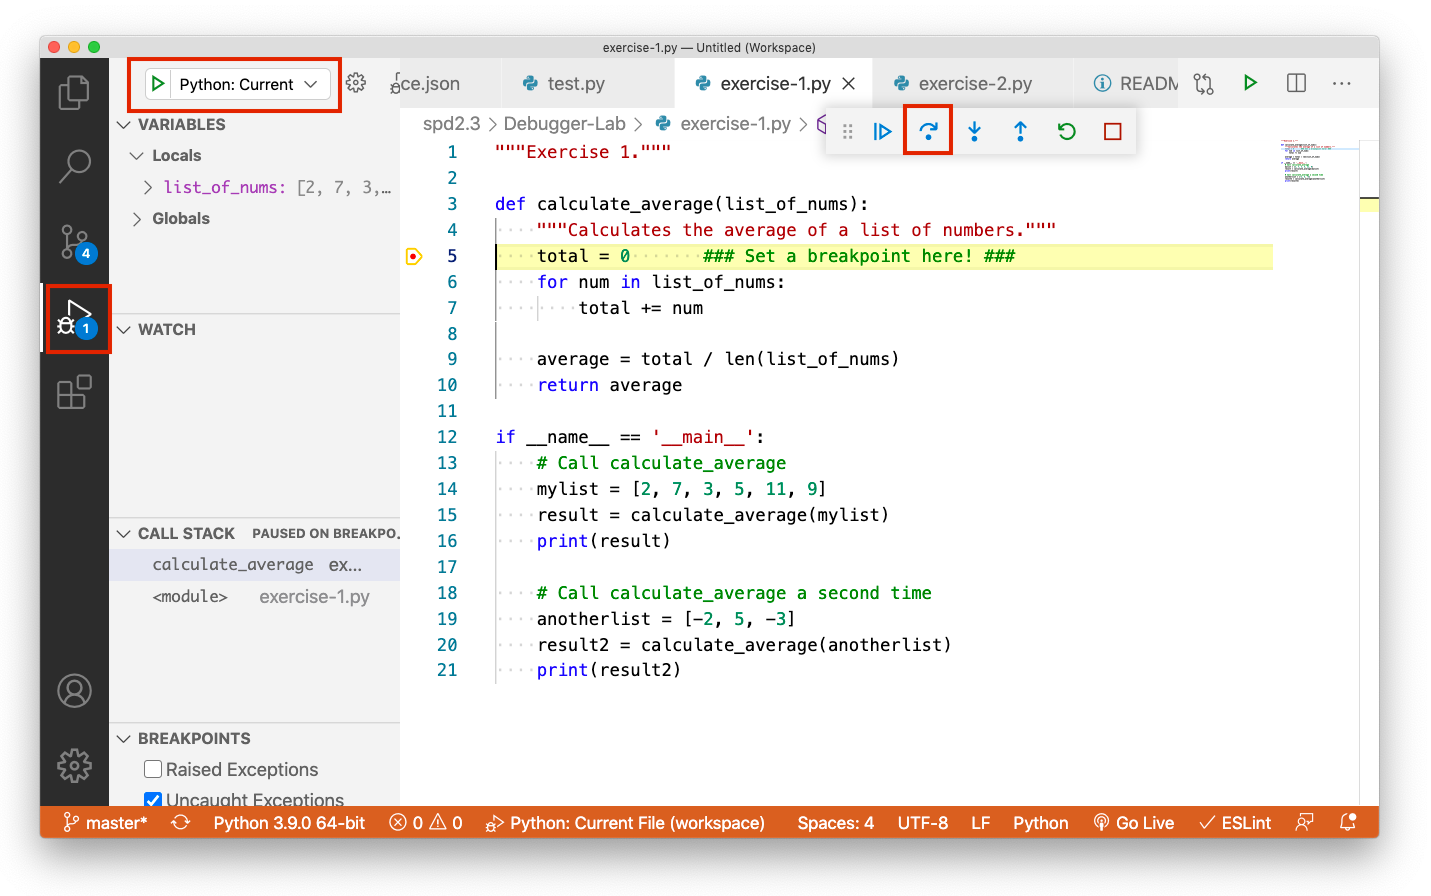 exercise-1.py — Untitled (Workspace)
Python: Current
ce.json
test.py
exercise-1.py
exercise-2.py
READM
VARIABLES
Locals
list_of_nums: [2, 7, 3,…
Globals
4
1
WATCH
CALL STACK PAUSED ON BREAKPO…
calculate_average ex...
<module> exercise-1.py
BREAKPOINTS
Raised Exceptions
Uncaught Exceptions
spd2.3 > Debugger-Lab > exercise-1.py >
1 """Exercise 1."""
2
3 def calculate_average(list_of_nums):
4     """Calculates the average of a list of numbers."""
5     total = 0       ### Set a breakpoint here! ###
6     for num in list_of_nums:
7         total += num
8
9     average = total / len(list_of_nums)
10     return average
11
12 if __name__ == '__main__':
13     # Call calculate_average
14     mylist = [2, 7, 3, 5, 11, 9]
15     result = calculate_average(mylist)
16     print(result)
17
18     # Call calculate_average a second time
19     anotherlist = [-2, 5, -3]
20     result2 = calculate_average(anotherlist)
21     print(result2)
master* Python 3.9.0 64-bit 0 0 Python: Current File (workspace) Spaces: 4 UTF-8 LF Python Go Live ESLint